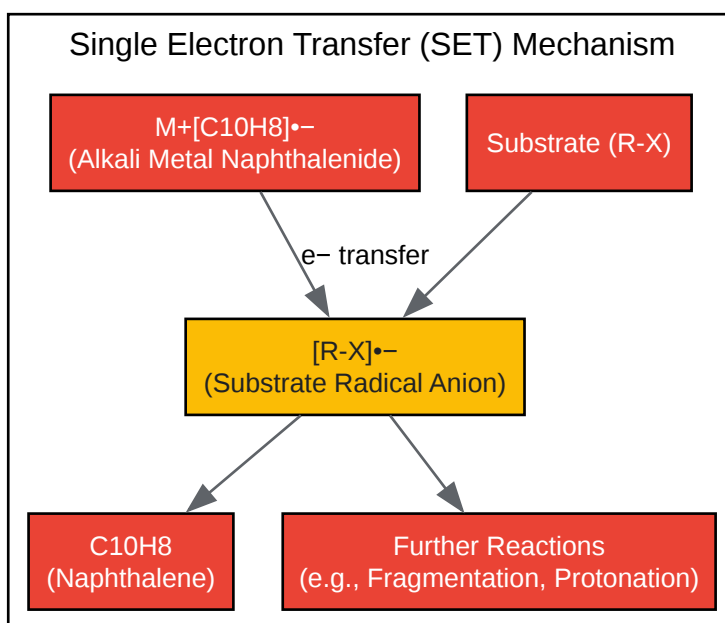 Single Electron Transfer (SET) Mechanism
M+[C10H8]•−
(Alkali Metal Naphthalenide)
Substrate (R-X)
e− transfer
[R-X]•−
(Substrate Radical Anion)
C10H8
(Naphthalene)
Further Reactions
(e.g., Fragmentation, Protonation)